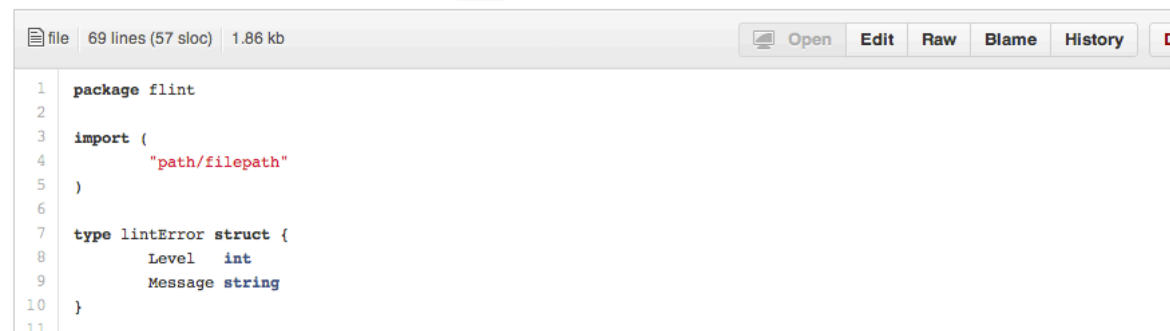 file 69 lines (57 sloc) 1.86 kb Open Edit Raw Blame History
1 package flint
2
3 import (
4 "path/filepath"
5 )
6
7 type lintError struct {
8 Level int
9 Message string
10 }
11